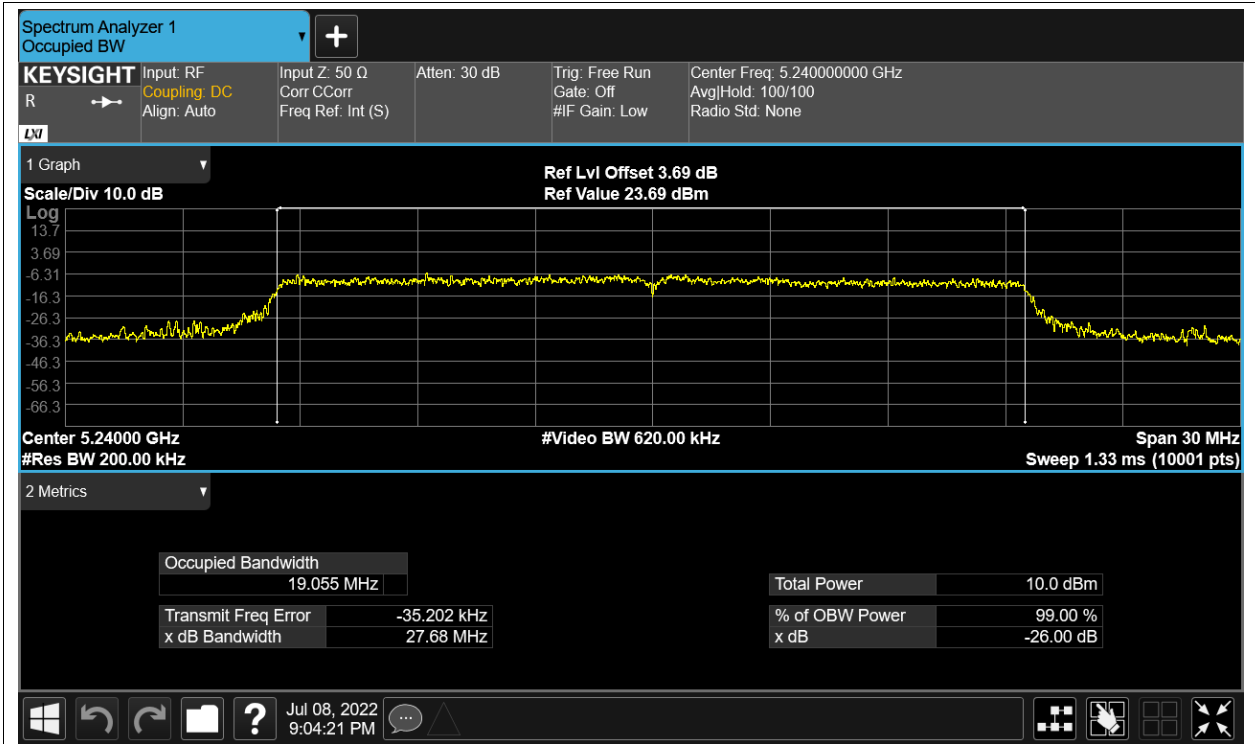 Spectrum Analyzer 1
Occupied BW
KEYSIGHT
R
LXI
Input: RF
Coupling: DC
Align: Auto
Input Z: 50 Ω
Corr CCorr
Freq Ref: Int (S)
Atten: 30 dB
Trig: Free Run
Gate: Off
#IF Gain: Low
Center Freq: 5.240000000 GHz
Avg|Hold: 100/100
Radio Std: None
1 Graph
Scale/Div 10.0 dB
Ref Lvl Offset 3.69 dB
Ref Value 23.69 dBm
Log
13.7
3.69
-6.31
-16.3
-26.3
-36.3
-46.3
-56.3
-66.3
Center 5.24000 GHz
#Video BW 620.00 kHz
Span 30 MHz
#Res BW 200.00 kHz
Sweep 1.33 ms (10001 pts)
2 Metrics
Occupied Bandwidth
19.055 MHz
Total Power 10.0 dBm
Transmit Freq Error -35.202 kHz
% of OBW Power 99.00 %
x dB Bandwidth 27.68 MHz
x dB -26.00 dB
?
Jul 08, 2022
9:04:21 PM